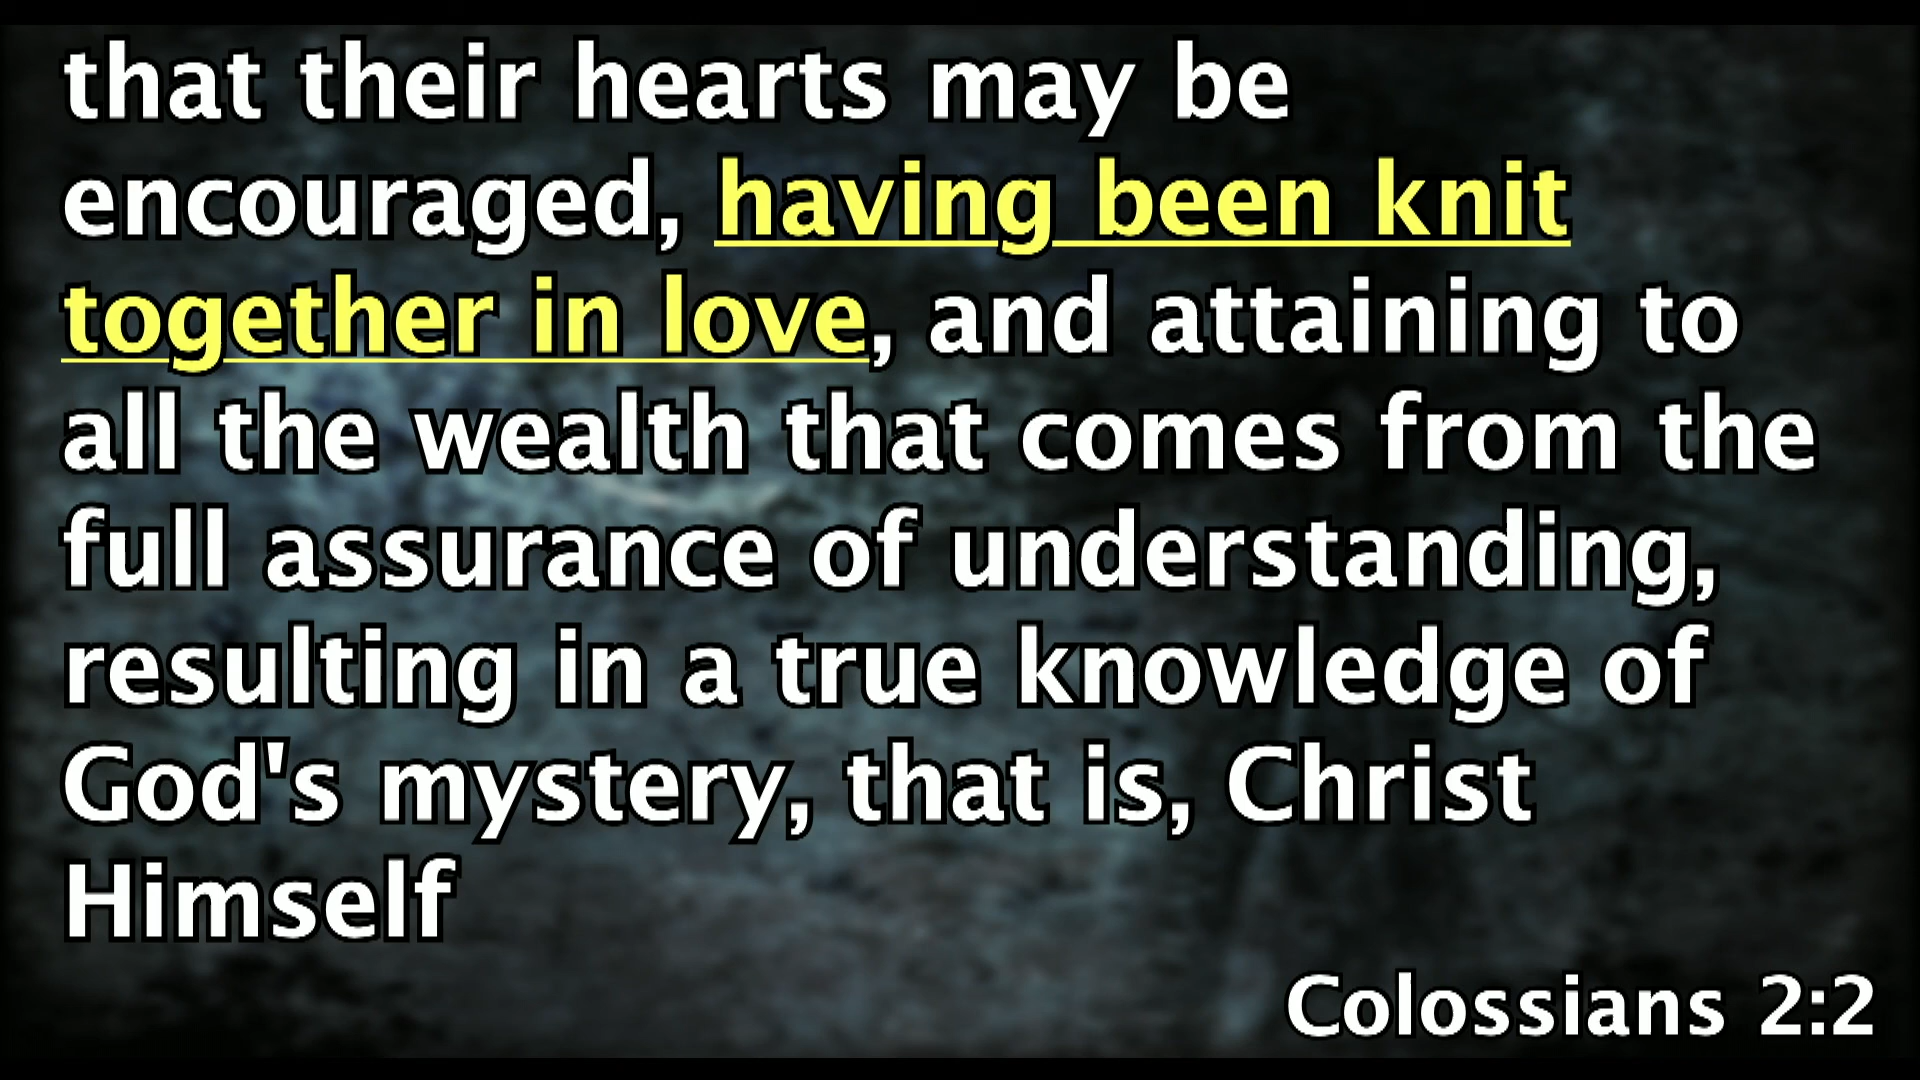 that their hearts may be
encouraged, having been knit
together in love, and attaining to
all the wealth that comes from the
full assurance of understanding,
resulting in a true knowledge of
God's mystery, that is, Christ
Himself
Colossians 2:2